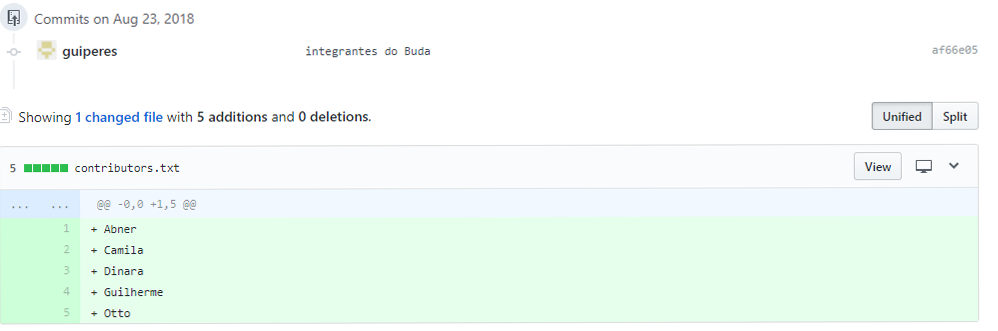 Commits on Aug 23, 2018
guiperes integrantes do Buda af66e05
Showing 1 changed file with 5 additions and 0 deletions. Unified Split
5 contributors.txt View
... ... @@ -0,0 +1,5 @@
1 + Abner
2 + Camila
3 + Dinara
4 + Guilherme
5 + Otto